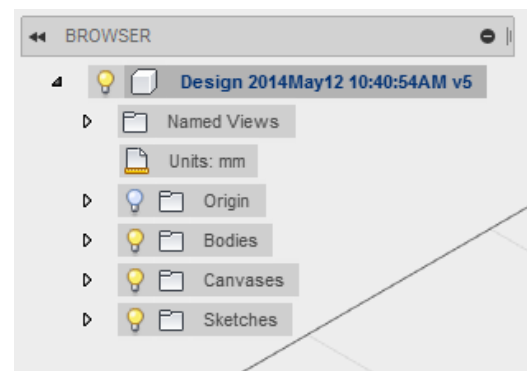 BROWSER
Design 2014May12 10:40:54AM v5
Named Views
Units: mm
Origin
Bodies
Canvases
Sketches